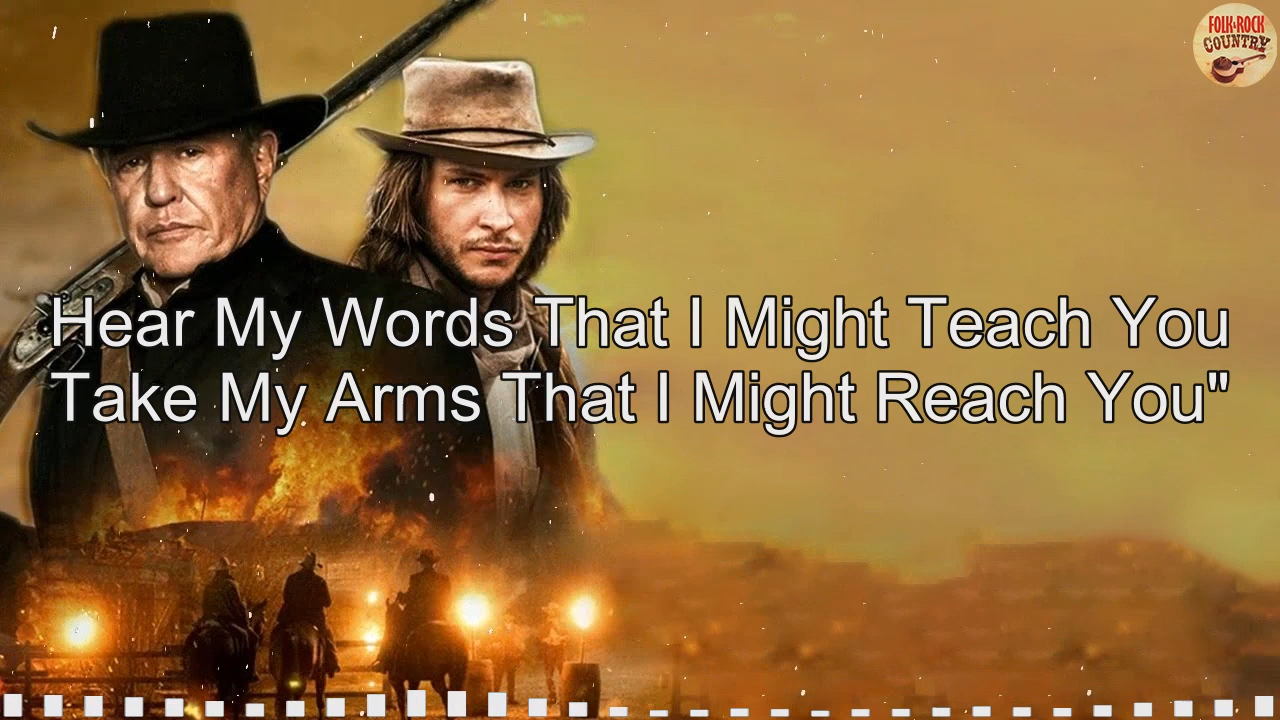 FOLK & ROCK
COUNTRY
Hear My Words That I Might Teach You
Take My Arms That I Might Reach You"